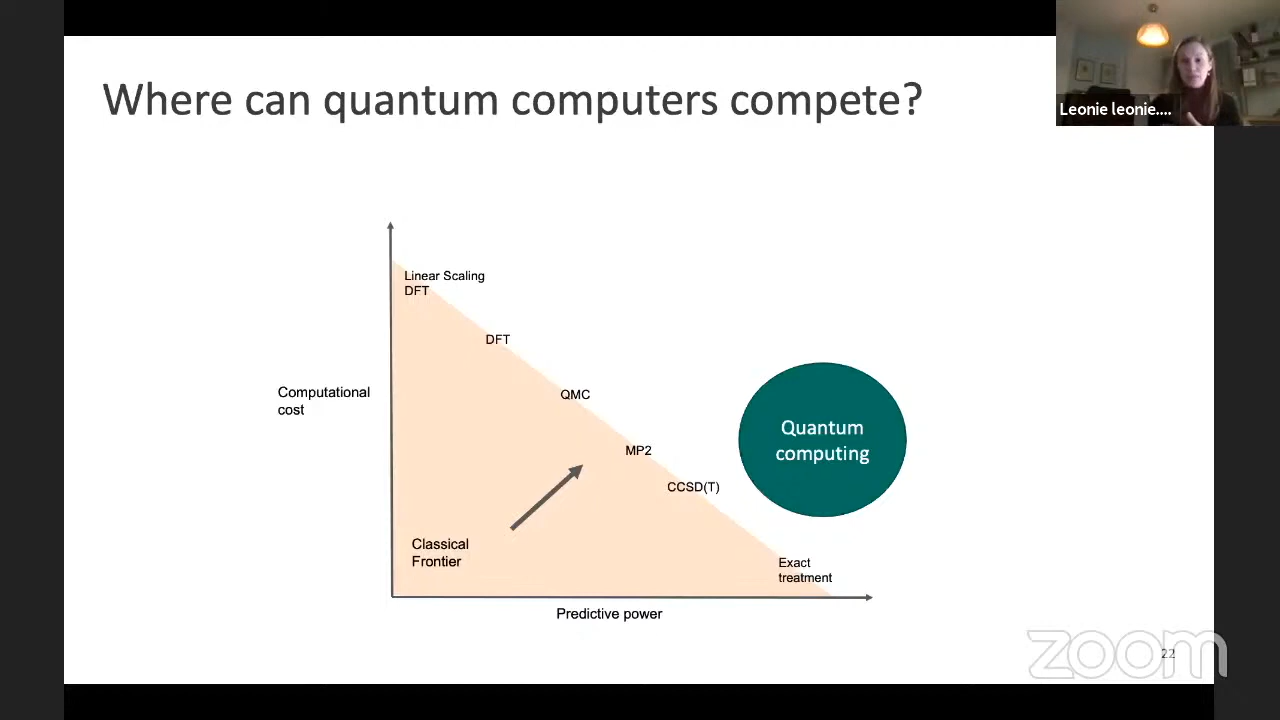 Where can quantum computers compete?
Leonie leonie....
Linear Scaling
DFT
DFT
Computational
cost
QMC
Quantum
computing
MP2
CCSD(T)
Classical
Frontier
Exact
treatment
Predictive power
zoom
22